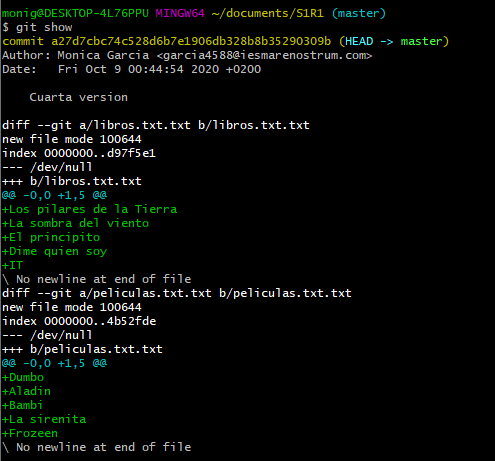 monig@DESKTOP-4L76PPU MINGW64 ~/documents/S1R1 (master)
$ git show
commit a27d7cbc74c528d6b7e1906db328b8b35290309b (HEAD -> master)
Author: Monica Garcia <garcia4588@iesmarenostrum.com>
Date:   Fri Oct 9 00:44:54 2020 +0200
    Cuarta version
diff --git a/libros.txt.txt b/libros.txt.txt
new file mode 100644
index 0000000..d97f5e1
--- /dev/null
+++ b/libros.txt.txt
@@ -0,0 +1,5 @@
+Los pilares de la Tierra
+La sombra del viento
+El principito
+Dime quien soy
+IT
\ No newline at end of file
diff --git a/peliculas.txt.txt b/peliculas.txt.txt
new file mode 100644
index 0000000..4b52fde
--- /dev/null
+++ b/peliculas.txt.txt
@@ -0,0 +1,5 @@
+Dumbo
+Aladin
+Bambi
+La sirenita
+Frozeen
\ No newline at end of file